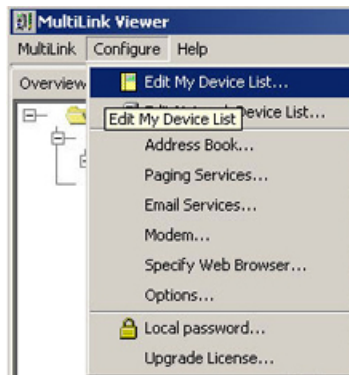 MultiLink Viewer
MultiLink Configure Help
Overview
Edit My Device List...
Device List...
Edit My Device List
Address Book...
Paging Services...
Email Services...
Modem...
Specify Web Browser...
Options...
Local password...
Upgrade License...